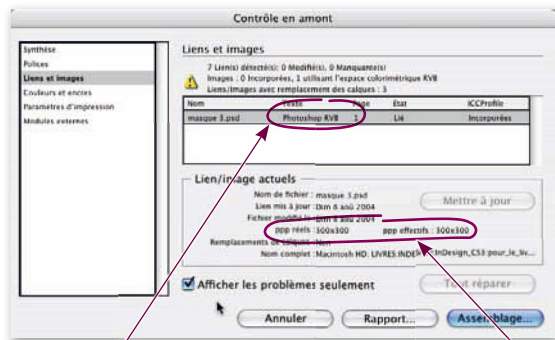 Contrôle en amont
Synthèse
Polices
Liens et images
Couleurs et encres
Paramètres d'impression
Modules externes
Liens et images
7 Lien(s) détecté(s); 0 Modifié(s), 0 Manquante(s)
Images : 0 Incorporées, 1 utilisant l'espace colorimétrique RVB
Liens/Images avec remplacement des calques : 3
Nom Page État ICCProfile
masque 3.psd Photoshop RVB 1 Lié Incorporées
Lien/image actuels
Nom de fichier : masque 3.psd
Lien mis à jour : Dim 8 aoû 2004
Fichier modifié le : Dim 8 aoû 2004
ppp réels : 300x300 ppp effectifs : 300x300
Remplacements de calques : Non
Nom complet : Macintosh HD: LIVRES:INDE
Mettre à jour
Afficher les problèmes seulement
Tout réparer
Annuler
Rapport...
Assemblage...